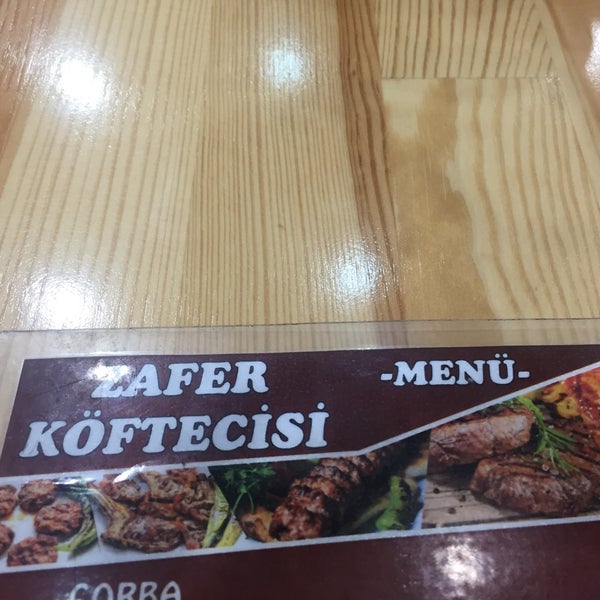 ZAFER
KÖFTECİSİ
-MENÜ-
ÇORBA